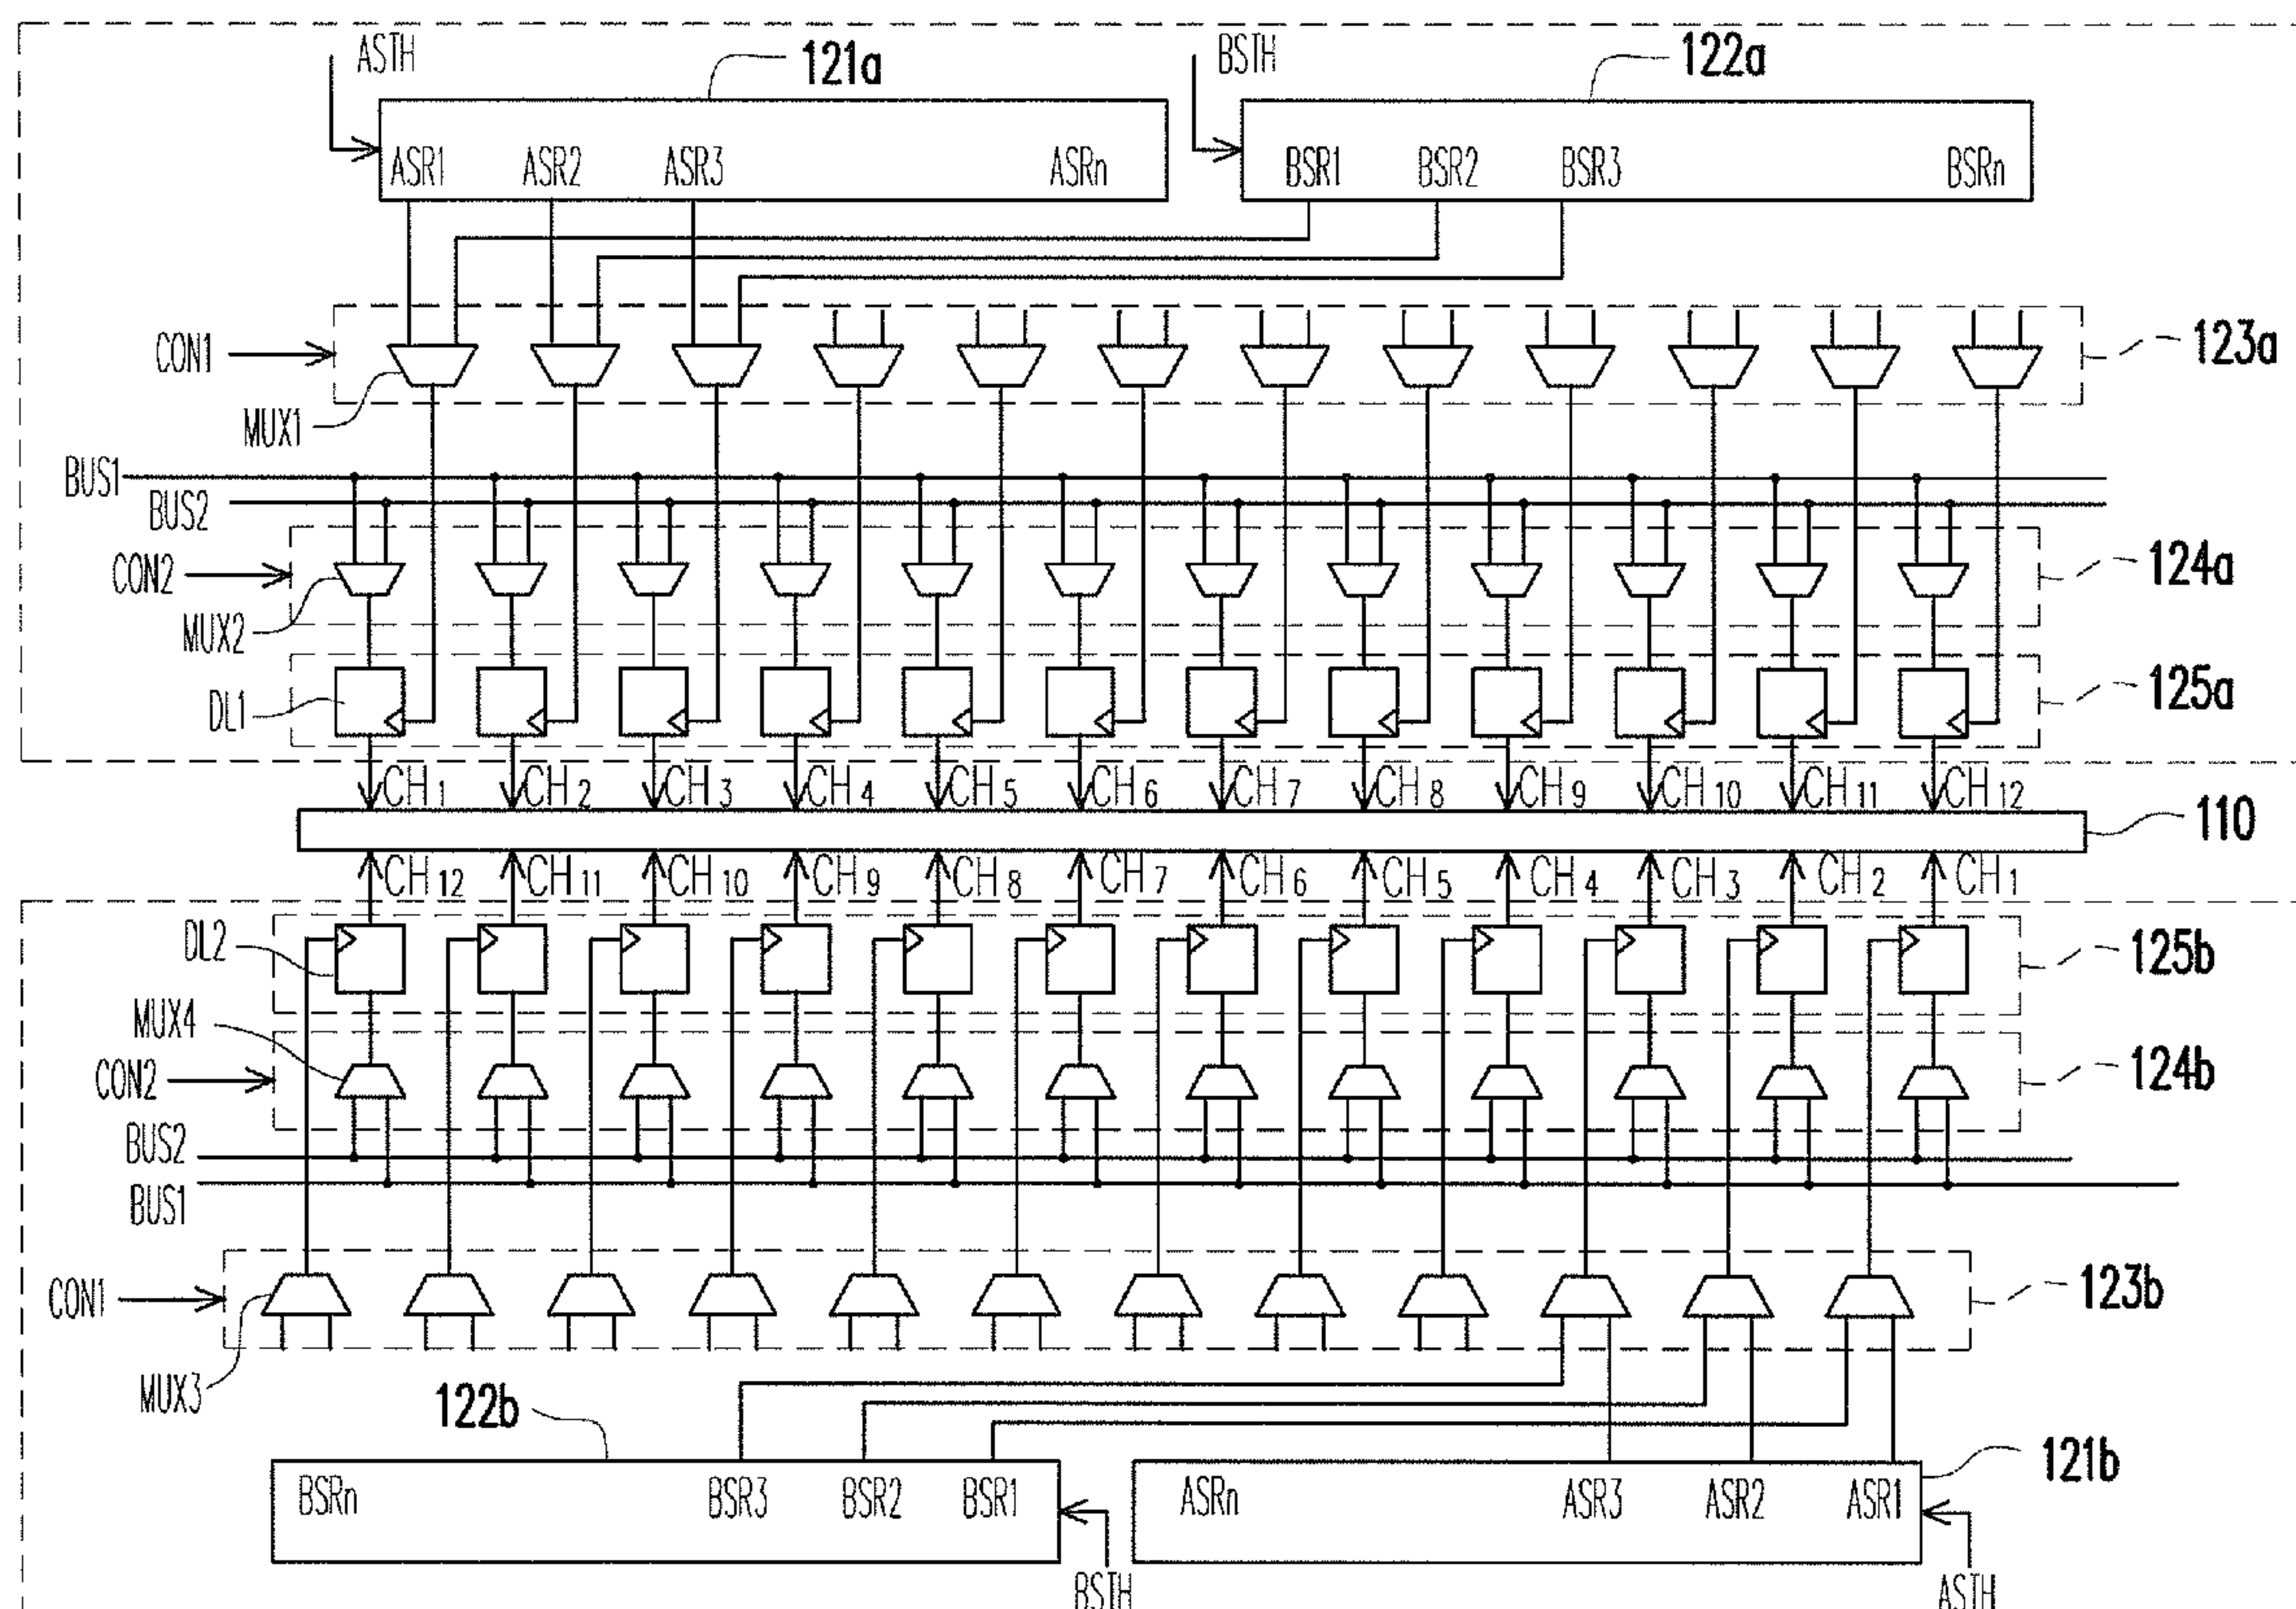 ASTH 121a BSTH 122a
ASR1 ASR2 ASR3 ASRn BSR1 BSR2 BSR3 BSRn
CON1 123a
MUX1
BUS1
BUS2
CON2 124a
MUX2
DL1 125a
CH1 CH2 CH3 CH4 CH5 CH6 CH7 CH8 CH9 CH10 CH11 CH12
110
CH12 CH11 CH10 CH9 CH8 CH7 CH6 CH5 CH4 CH3 CH2 CH1
DL2 125b
MUX4
CON2 124b
BUS2
BUS1
CON1 123b
MUX3
122b 121b
BSRn BSR3 BSR2 BSR1 ASRn ASR3 ASR2 ASR1
BSTH ASTH